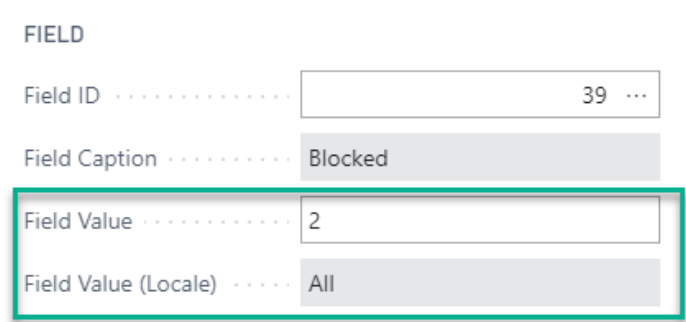 FIELD
Field ID 39 ...
Field Caption Blocked
Field Value 2
Field Value (Locale) All